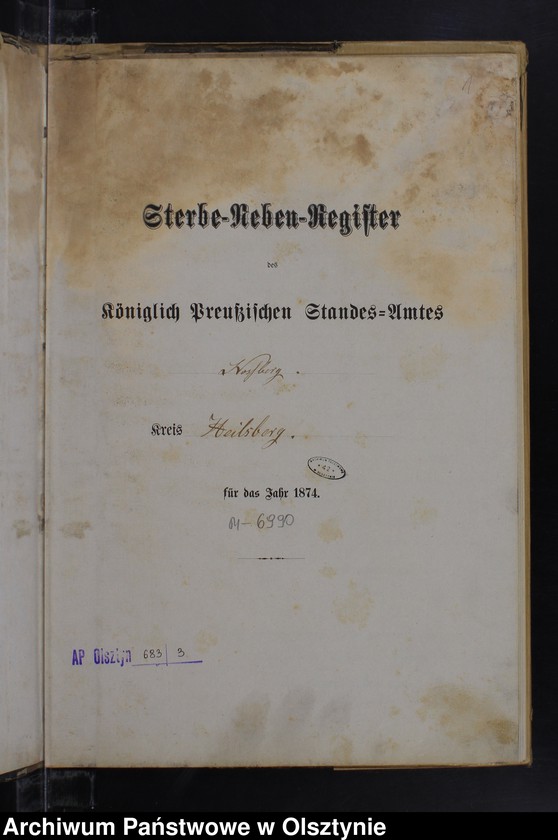 Sterbe-Neben-Register
des
Königlich Preußischen Standes-Amtes
Kreis Heilsberg.
für das Jahr 1874.
M-6990
AP Olsztyn 683/3
Archiwum Państwowe w Olsztynie